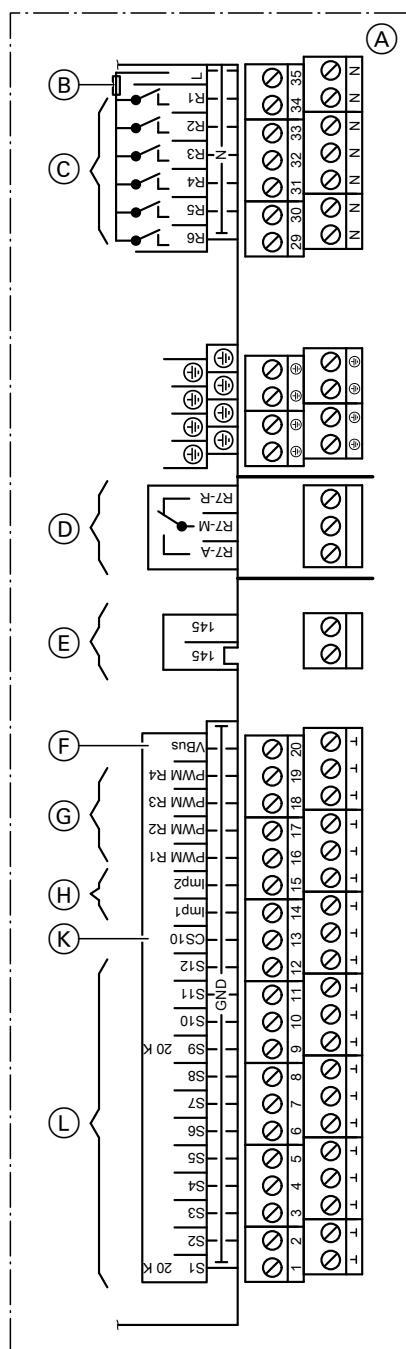 A
B
C
D
E
F
G
H
K
L
L
R1
R2
R3
R4
R5
R6
N
35
34
33
32
31
30
29
N
N
N
N
N
N
N
R7-R
R7-M
R7-A
145
145
VBus
PWM R4
PWM R3
PWM R2
PWM R1
Imp2
Imp1
CS10
S12
S11
S10
S9 20 K
S8
S7
S6
S5
S4
S3
S2
S1 20 K
GND
20
19
18
17
16
15
14
13
12
11
10
9
8
7
6
5
4
3
2
1